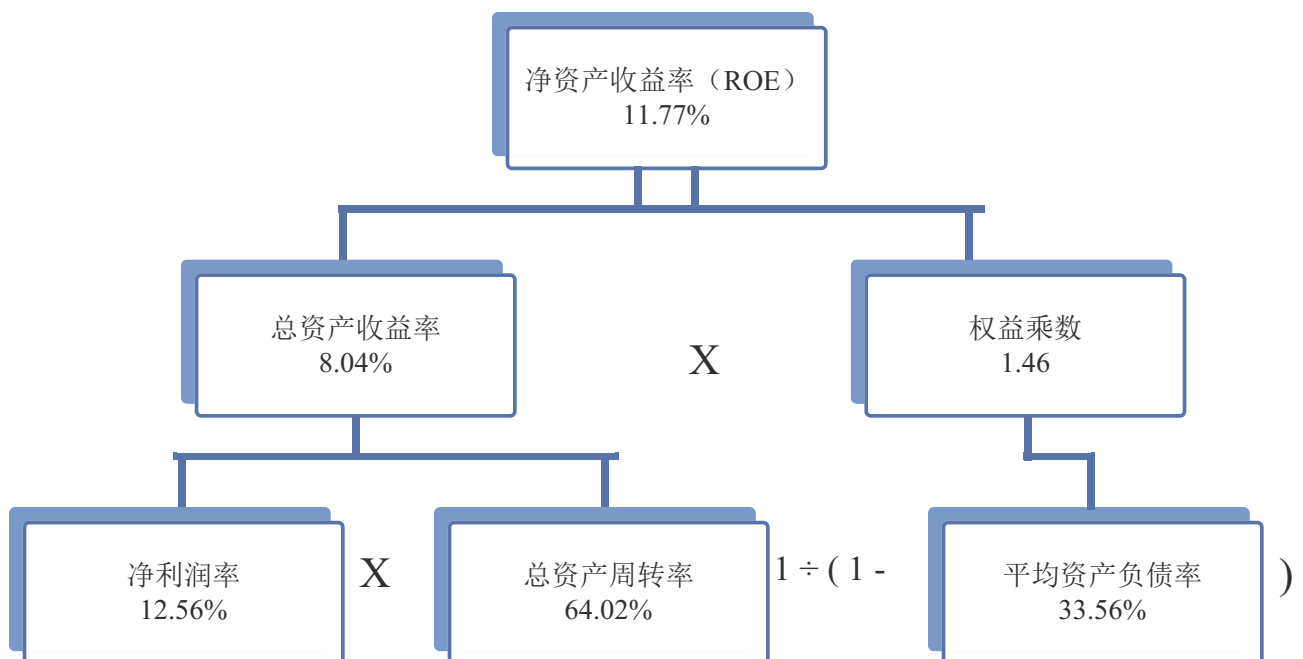 净资产收益率（ROE）
11.77%
总资产收益率
8.04%
X
权益乘数
1.46
净利润率
12.56%
X
总资产周转率
64.02%
1 ÷ ( 1 -
平均资产负债率
33.56%
)